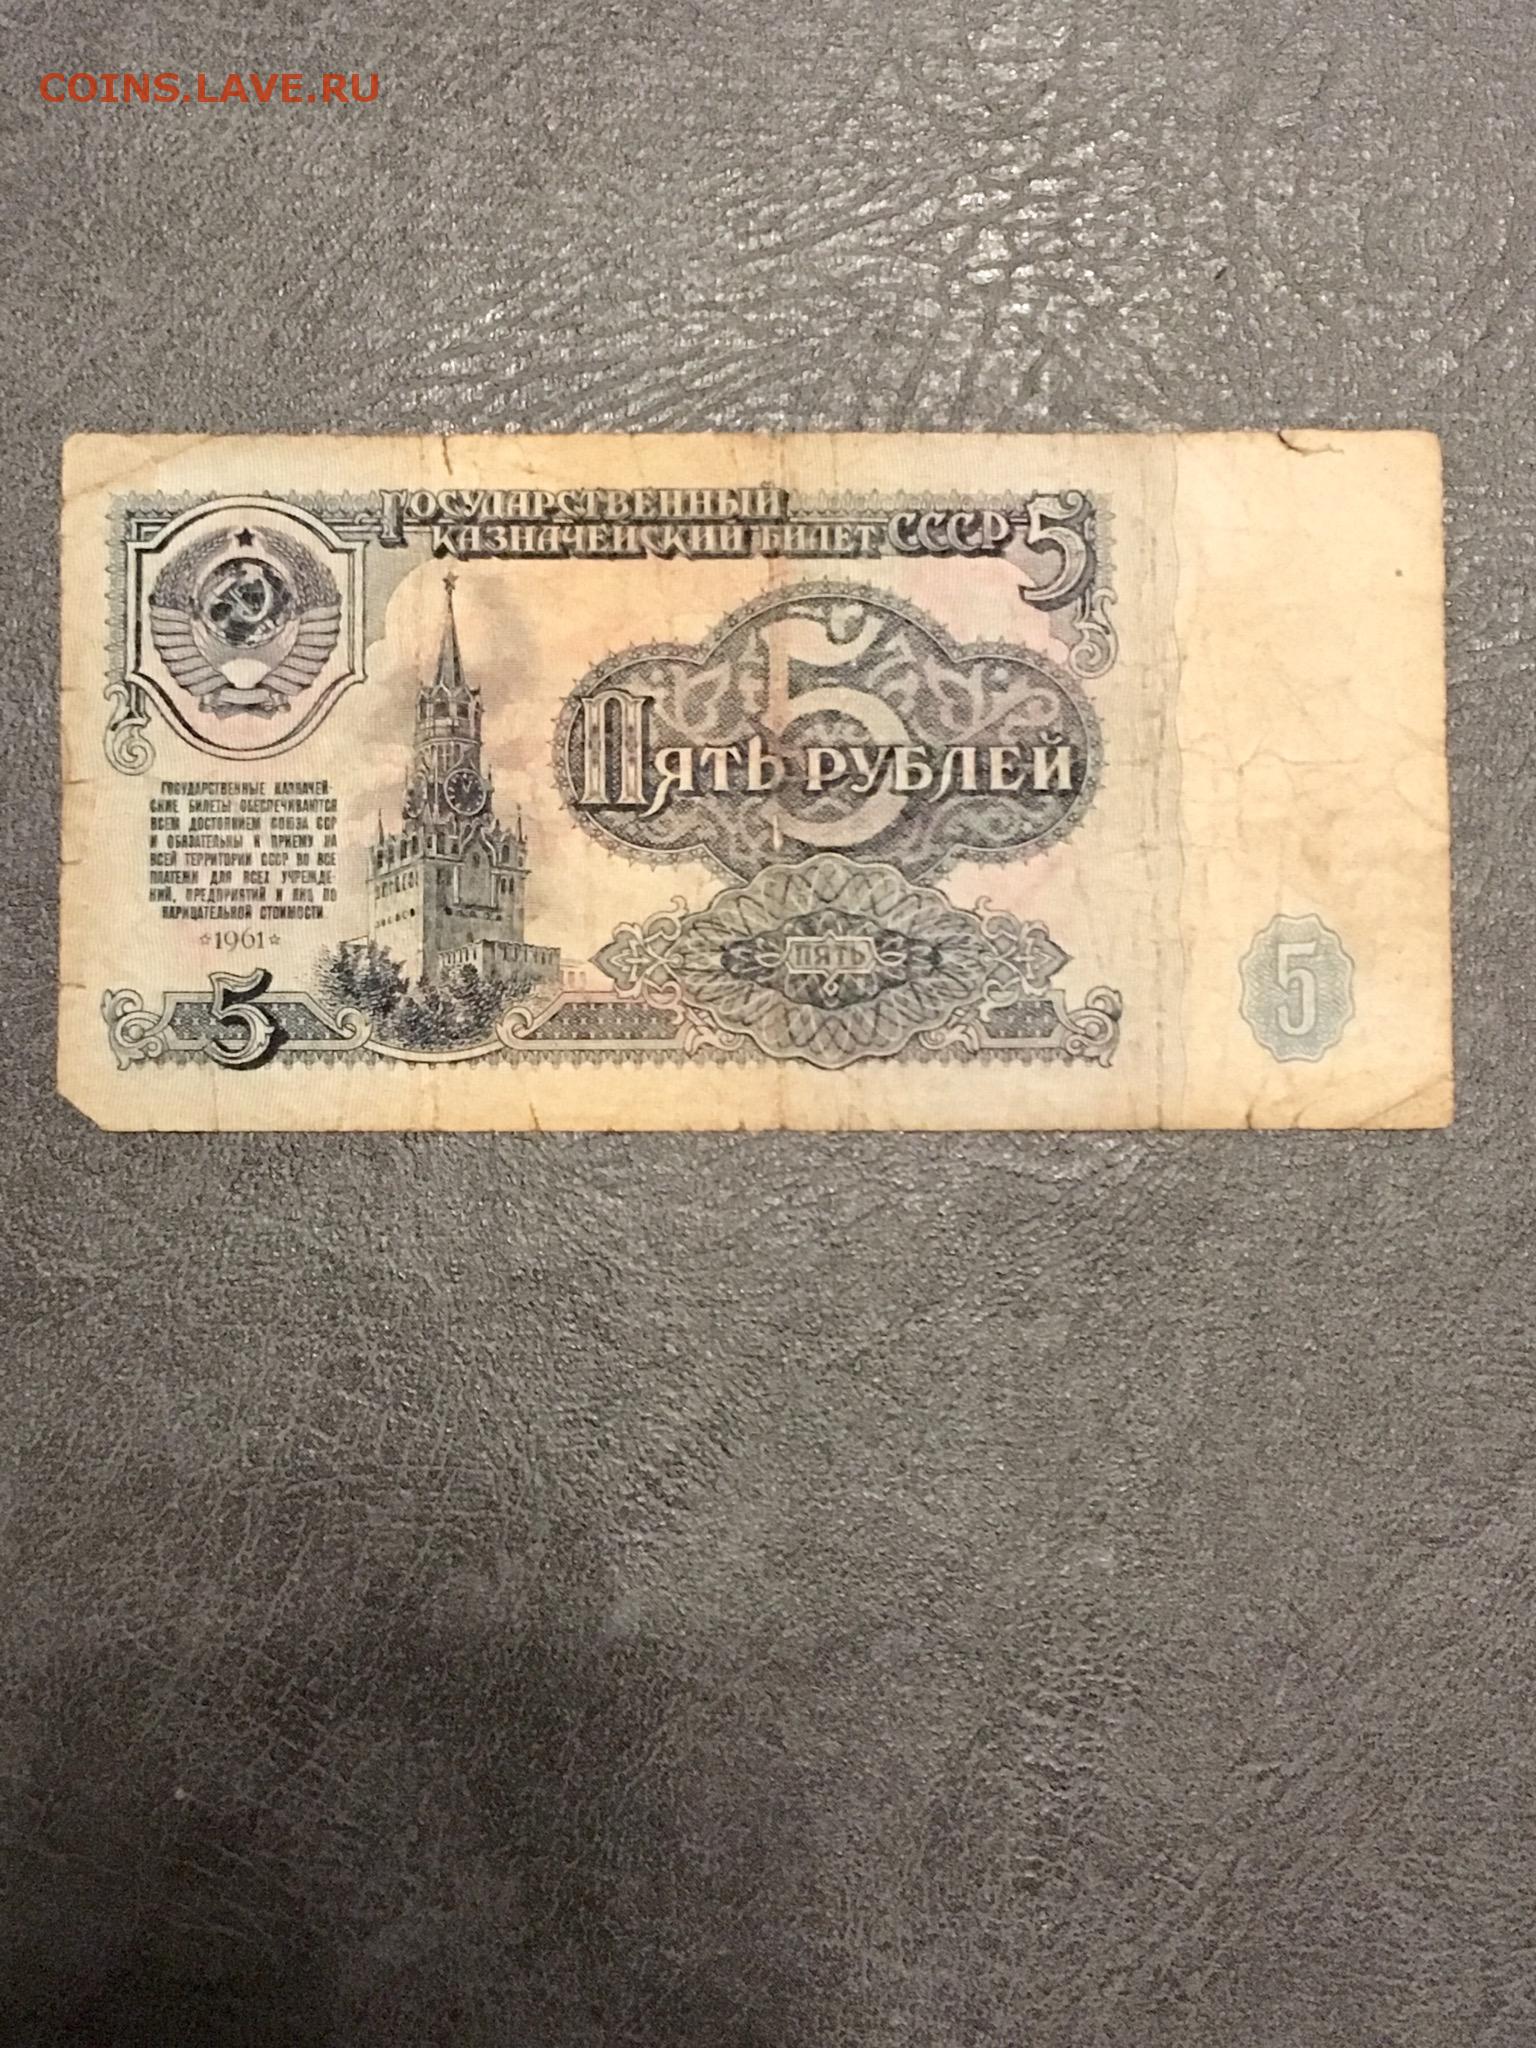 COINS.LAVE.RU
ГОСУДАРСТВЕННЫЙ
КАЗНАЧЕЙСКИЙ БИЛЕТ СССР 5
5
ПЯТЬ РУБЛЕЙ
ГОСУДАРСТВЕННЫЕ КАЗНАЧЕЙ-
СКИЕ БИЛЕТЫ ОБЕСПЕЧИВАЮТСЯ
ВСЕМ ДОСТОЯНИЕМ СОЮЗА ССР
И ОБЯЗАТЕЛЬНЫ К ПРИЕМУ НА
ВСЕЙ ТЕРРИТОРИИ СССР ВО ВСЕ
ПЛАТЕЖИ ДЛЯ ВСЕХ УЧРЕЖДЕ-
НИЙ, ПРЕДПРИЯТИЙ И ЛИЦ ПО
НАРИЦАТЕЛЬНОЙ СТОИМОСТИ
☆1961☆
ПЯТЬ
5
5